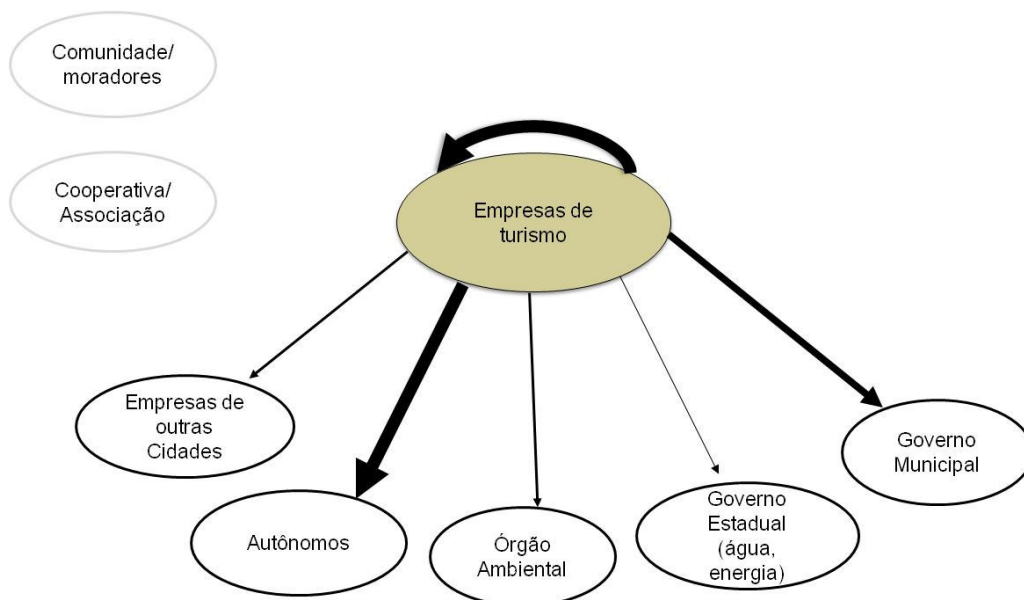 Comunidade/
moradores
Cooperativa/
Associação
Empresas de
turismo
Empresas de
outras
Cidades
Autônomos
Órgão
Ambiental
Governo
Estadual
(água,
energia)
Governo
Municipal